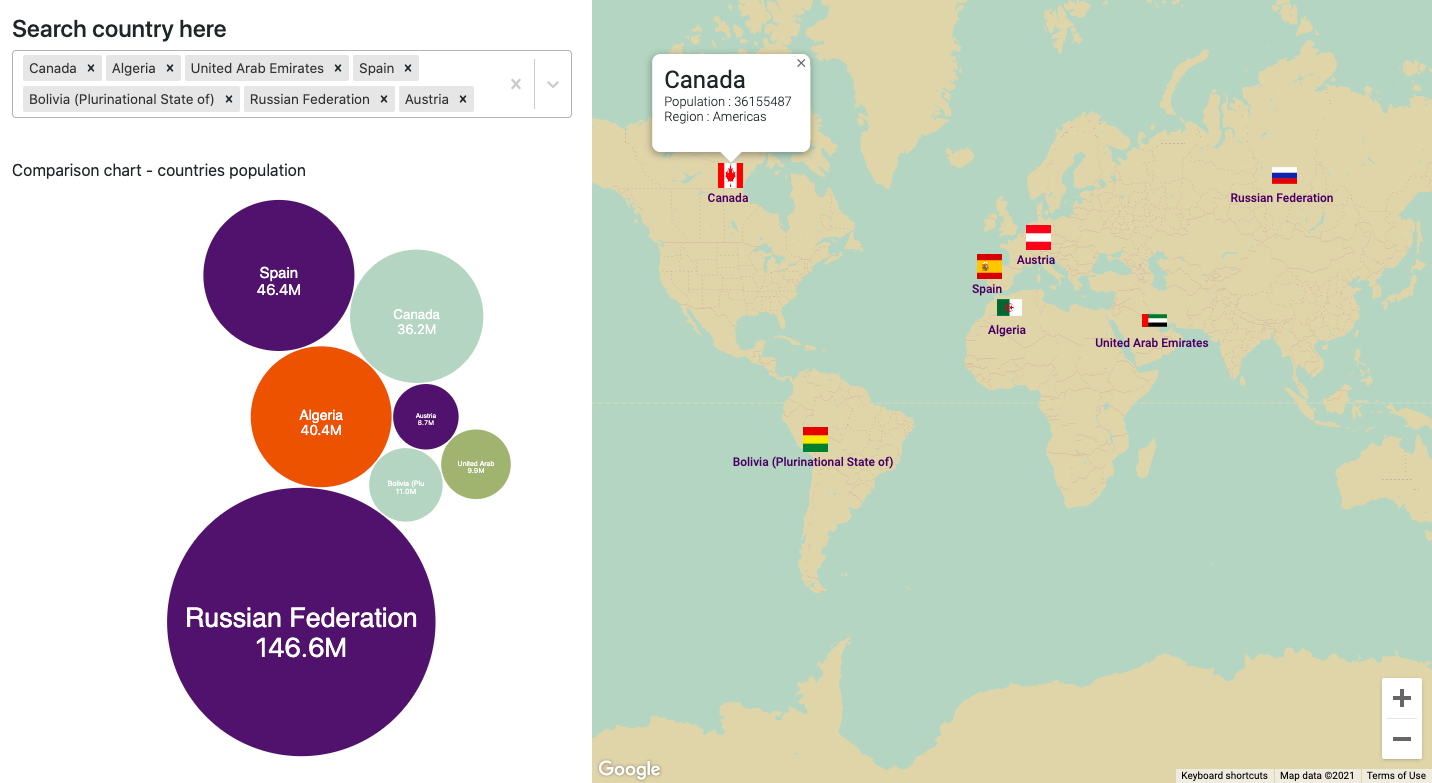 Search country here
Canada × Algeria × United Arab Emirates × Spain ×
Bolivia (Plurinational State of) × Russian Federation × Austria ×
Comparison chart - countries population
Spain
46.4M
Canada
36.2M
Algeria
40.4M
Austria
8.7M
United Arab
9.9M
Bolivia (Plu
11.0M
Russian Federation
146.6M
Canada
Population : 36155487
Region : Americas
Canada
Russian Federation
Austria
Spain
Algeria
United Arab Emirates
Bolivia (Plurinational State of)
Google
Keyboard shortcuts
Map data ©2021
Terms of Use